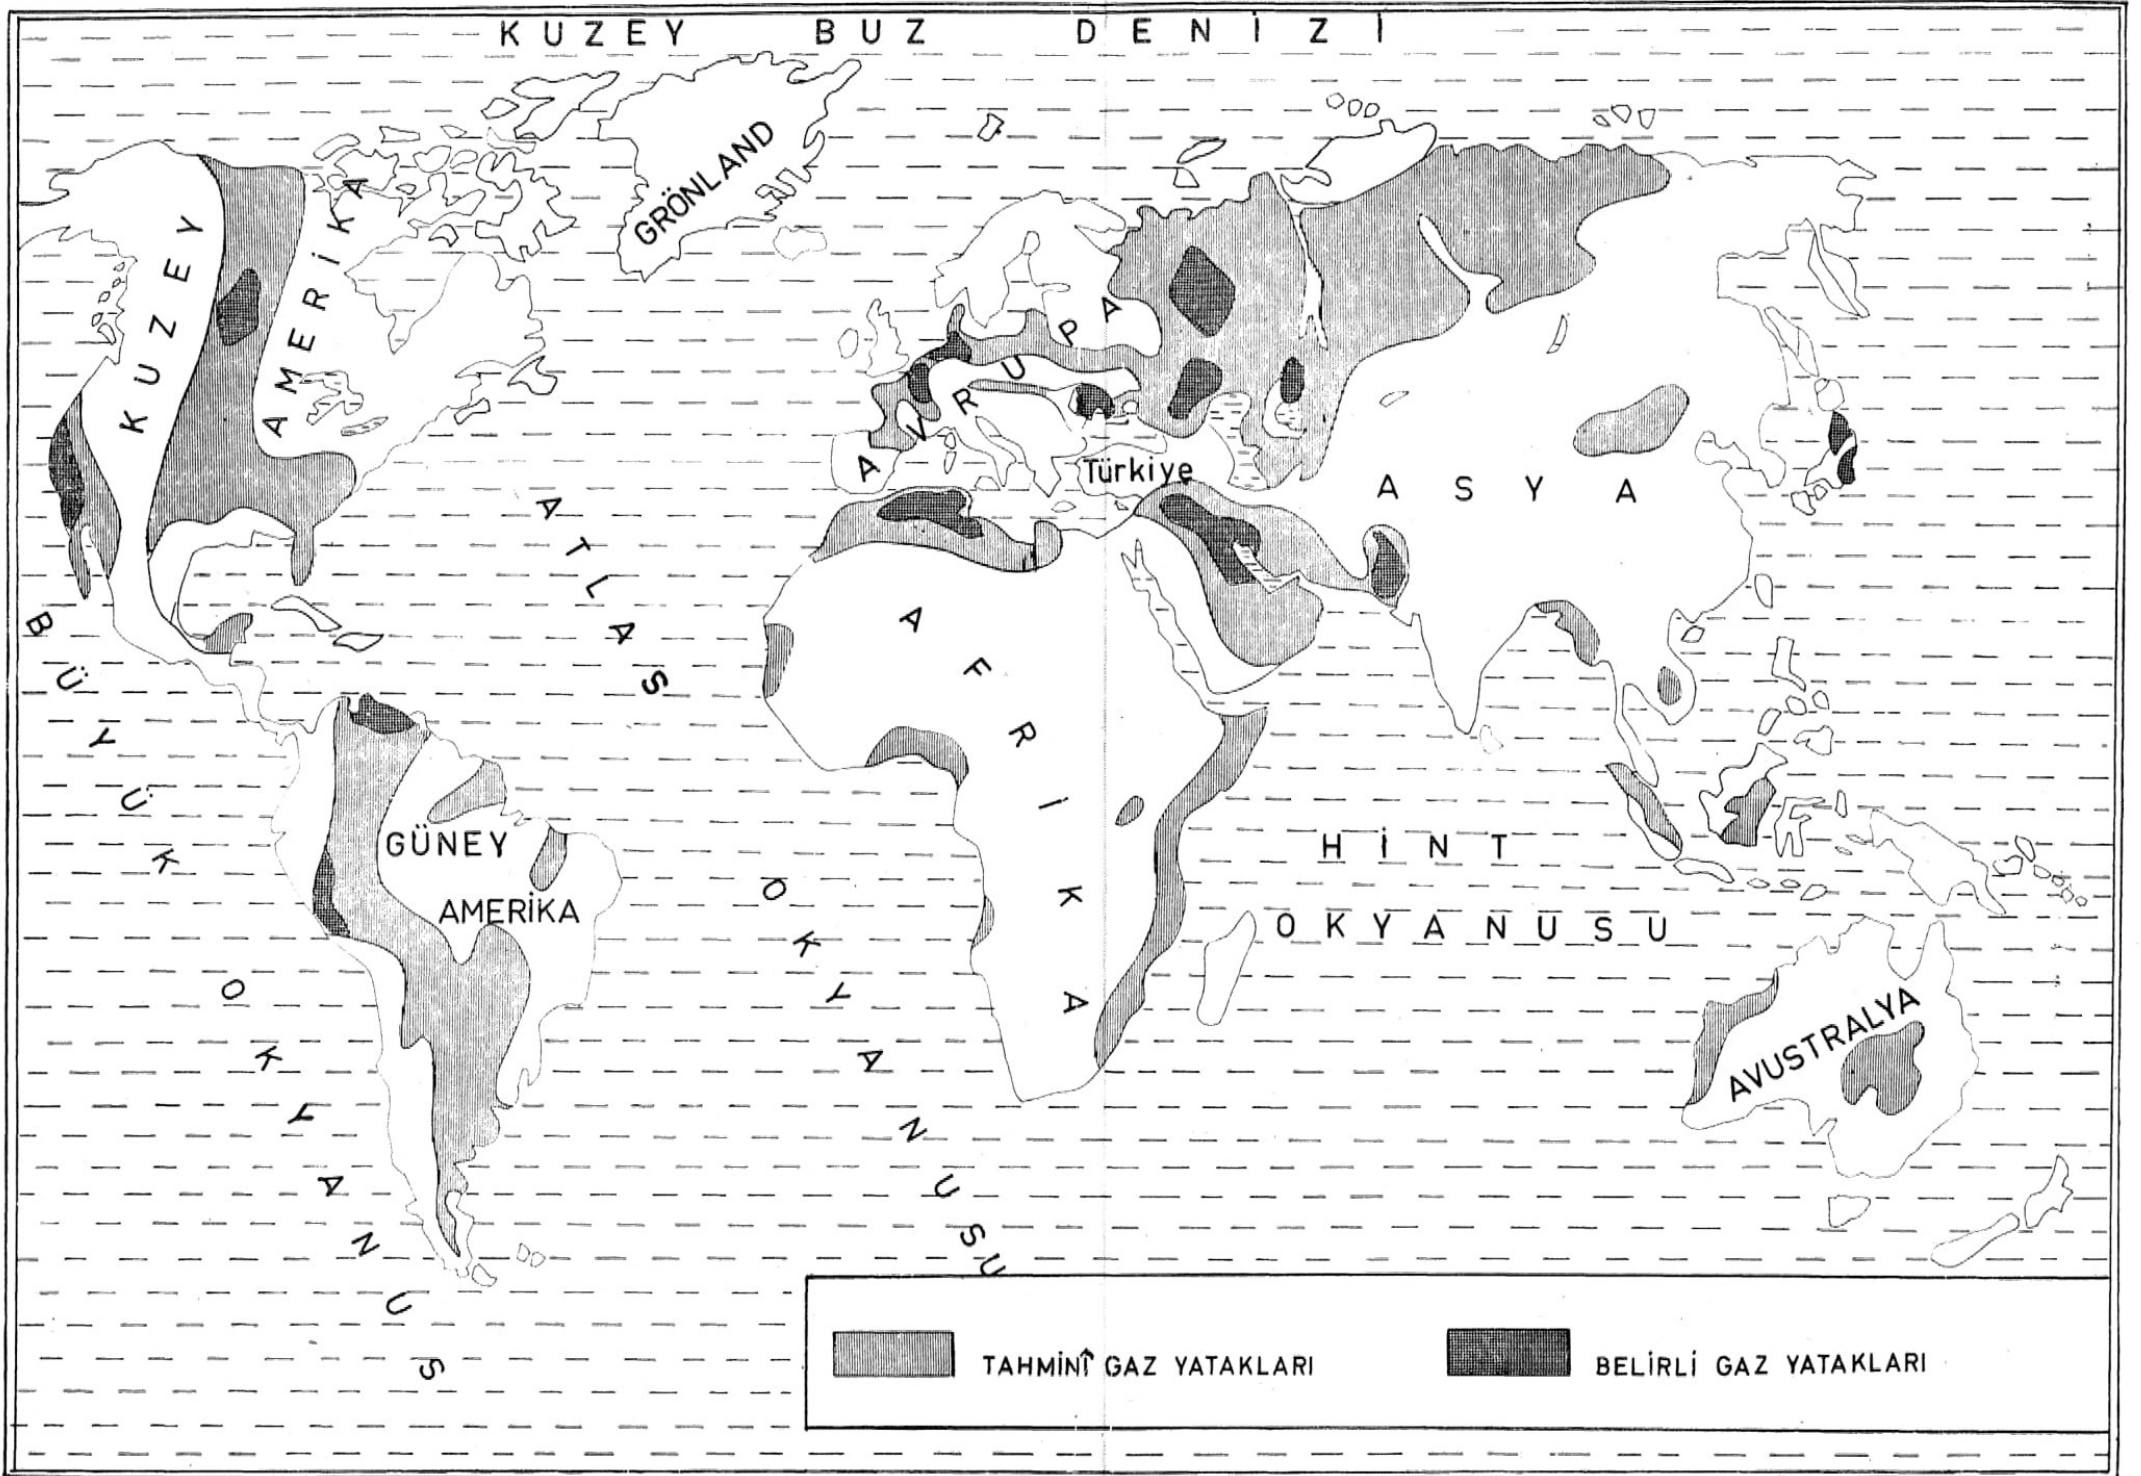 KUZEY BUZ DENİZİ
GRÖNLAND
KUZEY
AMERİKA
AVRUPA
Türkiye
ASYA
ATLAS
OKYANUSU
BÜYÜK
OKYANUS
AFRİKA
GÜNEY
AMERİKA
HİNT
OKYANUSU
AVUSTRALYA
TAHMİNÎ GAZ YATAKLARI
BELİRLİ GAZ YATAKLARI